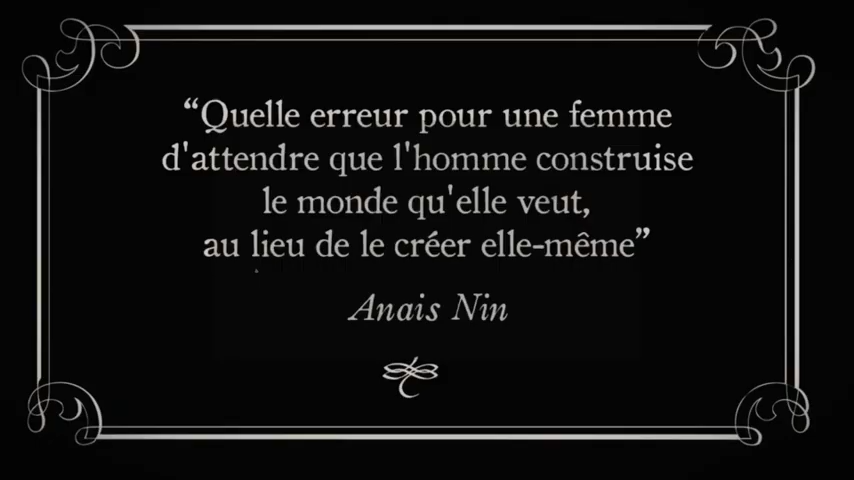 “Quelle erreur pour une femme
d'attendre que l'homme construise
le monde qu'elle veut,
au lieu de le créer elle-même”
Anais Nin